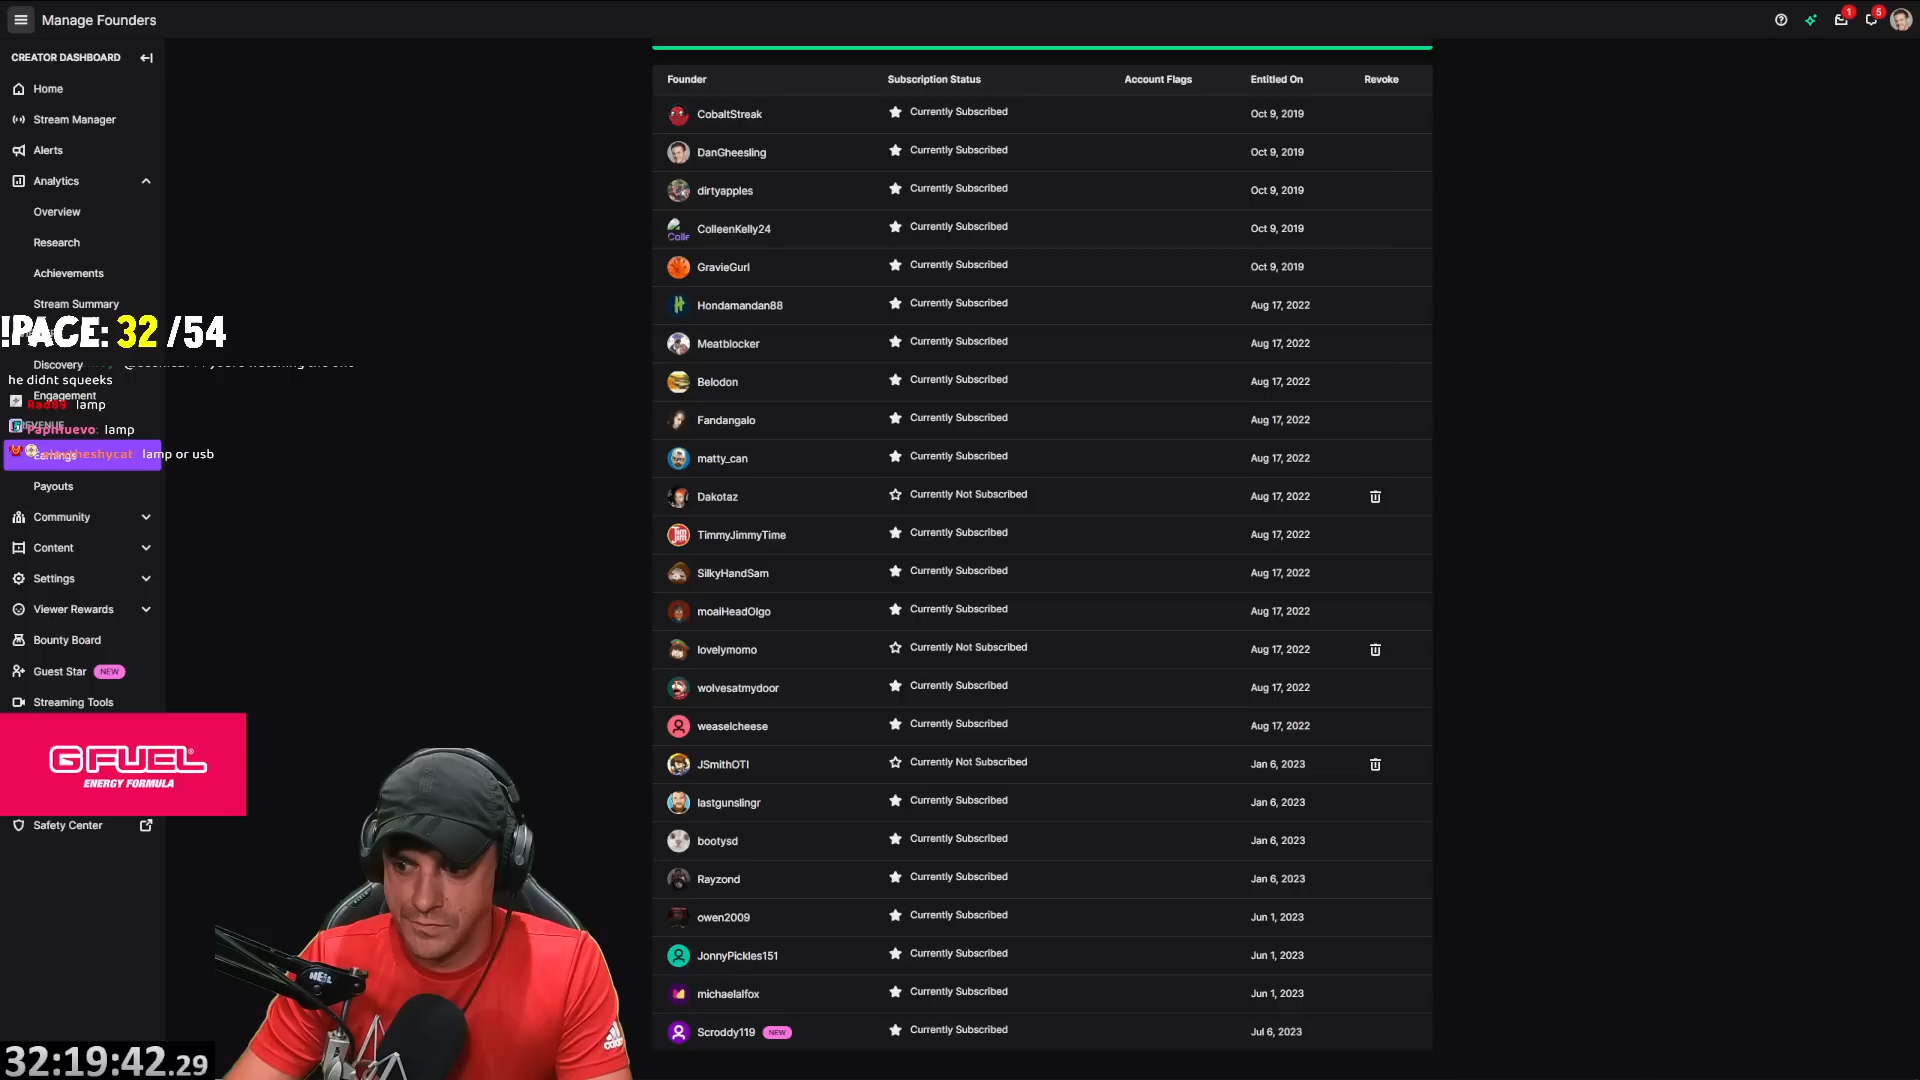 Manage Founders
1
5
CREATOR DASHBOARD
Home
Stream Manager
Alerts
Analytics
Overview
Research
Achievements
Stream Summary
!PACE: 32 /54
Discovery
he didnt squeeks
Engagement
Rad89 lamp
REVENUE
Papihuevo: lamp
Earnings
lamp or usb
Payouts
Community
Content
Settings
Viewer Rewards
Bounty Board
Guest Star NEW
Streaming Tools
G FUEL
ENERGY FORMULA
Safety Center
32:19:42.29
Founder Subscription Status Account Flags Entitled On Revoke
CobaltStreak Currently Subscribed Oct 9, 2019
DanGheesling Currently Subscribed Oct 9, 2019
dirtyapples Currently Subscribed Oct 9, 2019
ColleenKelly24 Currently Subscribed Oct 9, 2019
GravieGurl Currently Subscribed Oct 9, 2019
Hondamandan88 Currently Subscribed Aug 17, 2022
Meatblocker Currently Subscribed Aug 17, 2022
Belodon Currently Subscribed Aug 17, 2022
Fandangalo Currently Subscribed Aug 17, 2022
matty_can Currently Subscribed Aug 17, 2022
Dakotaz Currently Not Subscribed Aug 17, 2022
TimmyJimmyTime Currently Subscribed Aug 17, 2022
SilkyHandSam Currently Subscribed Aug 17, 2022
moaiHeadOlgo Currently Subscribed Aug 17, 2022
lovelymomo Currently Not Subscribed Aug 17, 2022
wolvesatmydoor Currently Subscribed Aug 17, 2022
weaselcheese Currently Subscribed Aug 17, 2022
JSmithOTI Currently Not Subscribed Jan 6, 2023
lastgunslingr Currently Subscribed Jan 6, 2023
bootysd Currently Subscribed Jan 6, 2023
Rayzond Currently Subscribed Jan 6, 2023
owen2009 Currently Subscribed Jun 1, 2023
JonnyPickles151 Currently Subscribed Jun 1, 2023
michaelalfox Currently Subscribed Jun 1, 2023
Scroddy119 NEW Currently Subscribed Jul 6, 2023